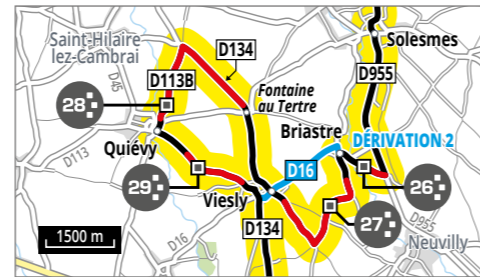 Saint-Hilaire
lez-Cambrai
D134
Solesmes
D45
D113B
D955
Fontaine
au Tertre
28
Briastre
DÉRIVATION 2
D113
Quiévy
D16
29
26
Viesly
27
D955
1500 m
D16
D134
Neuvilly